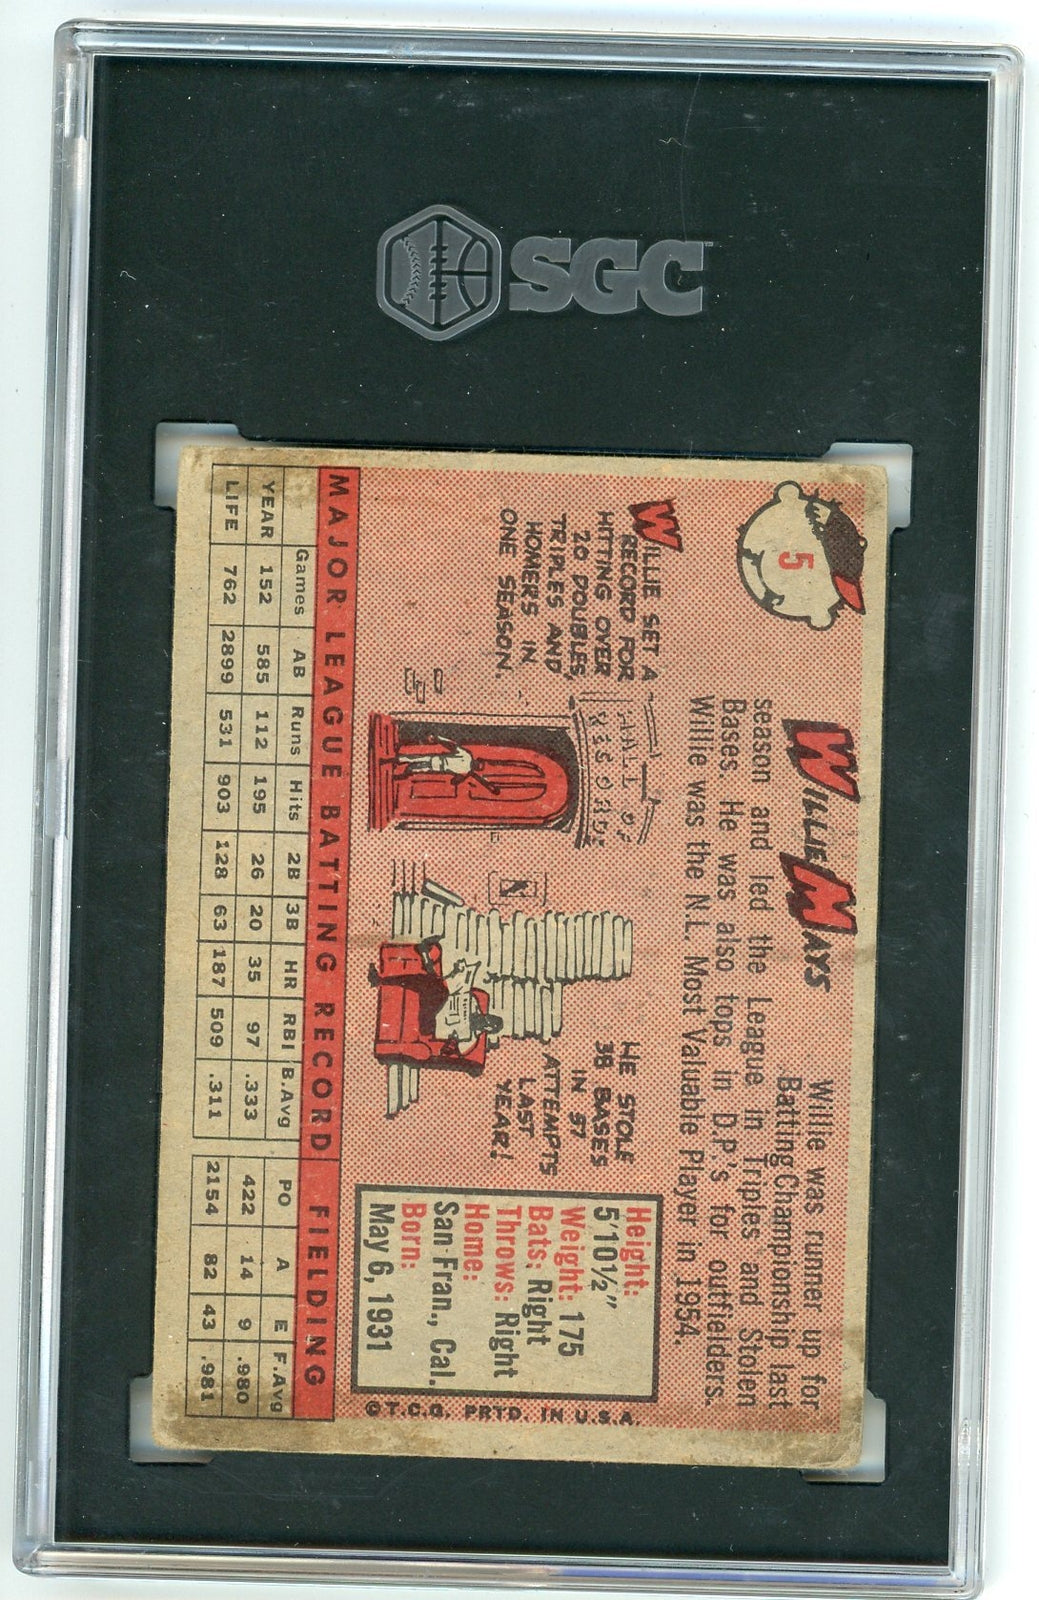 SGC
5
WILLIE MAYS
Willie was runner up for
Batting Championship last
season and led the League in Triples and Stolen
Bases. He was also tops in D.P.'s for outfielders.
Willie was the N.L. Most Valuable Player in 1954.
WILLIE SET A
RECORD FOR
HITTING OVER
20 DOUBLES,
TRIPLES AND
HOMERS IN
ONE SEASON.
HALL OF
RECORDS
HE STOLE
38 BASES
IN 57
ATTEMPTS
LAST
YEAR!
Height:
5'10½"
Weight: 175
Bats: Right
Throws: Right
Home:
San Fran., Cal.
Born:
May 6, 1931
©T.C.G. PRTD. IN U.S.A.
MAJOR LEAGUE BATTING RECORD FIELDING
Games AB Runs Hits 2B 3B HR RBI B.Avg PO A E F.Avg
YEAR 152 585 112 195 26 20 35 97 .333 422 14 9 .980
LIFE 762 2899 531 903 128 63 187 509 .311 2154 82 43 .981